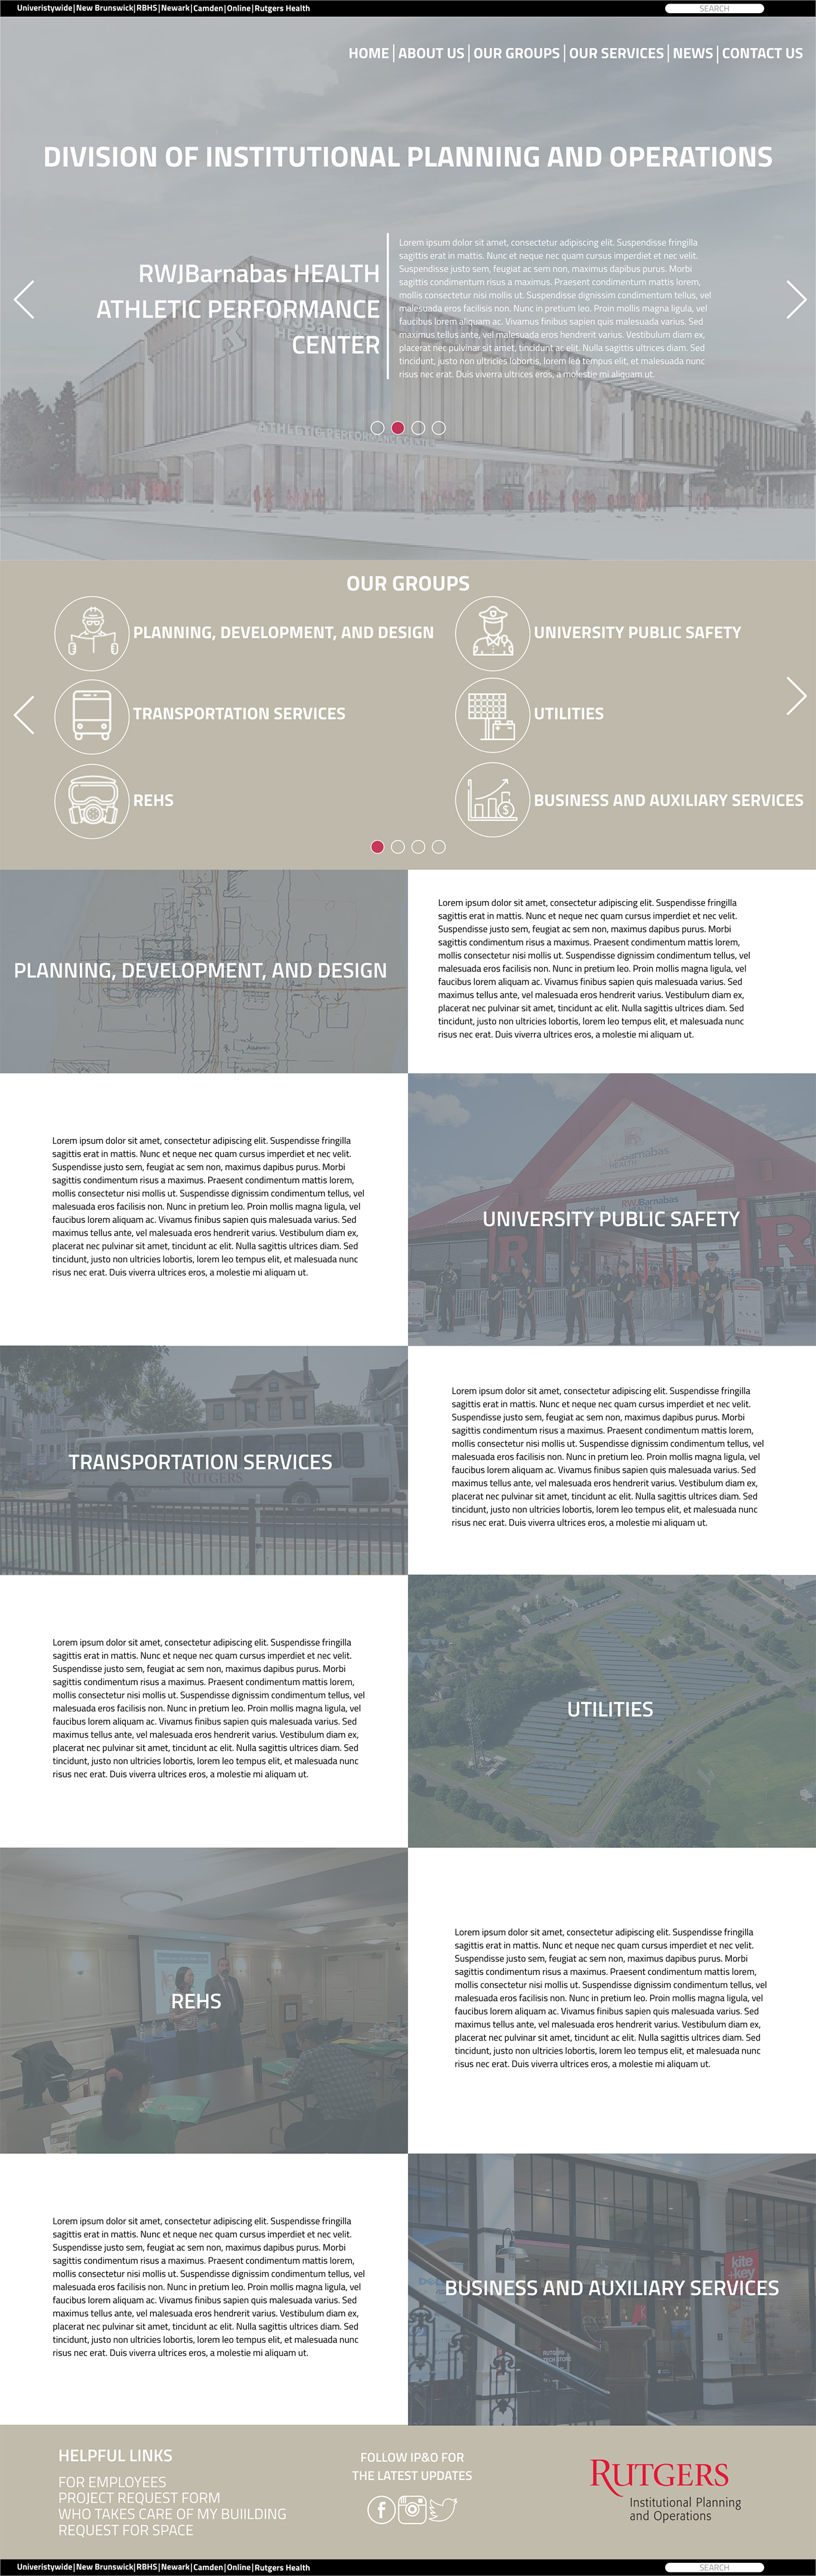 Univeristywide|New Brunswick|RBHS|Newark|Camden|Online|Rutgers Health
SEARCH
HOME | ABOUT US | OUR GROUPS | OUR SERVICES | NEWS | CONTACT US
DIVISION OF INSTITUTIONAL PLANNING AND OPERATIONS
RWJBarnabas HEALTH
ATHLETIC PERFORMANCE
CENTER
Lorem ipsum dolor sit amet, consectetur adipiscing elit. Suspendisse fringilla
sagittis erat in mattis. Nunc et neque nec quam cursus imperdiet et nec velit.
Suspendisse justo sem, feugiat ac sem non, maximus dapibus purus. Morbi
sagittis condimentum risus a maximus. Praesent condimentum mattis lorem,
mollis consectetur nisi mollis ut. Suspendisse dignissim condimentum tellus, vel
malesuada eros facilisis non. Nunc in pretium leo. Proin mollis magna ligula, vel
faucibus lorem aliquam ac. Vivamus finibus sapien quis malesuada varius. Sed
maximus tellus ante, vel malesuada eros hendrerit varius. Vestibulum diam ex,
placerat nec pulvinar sit amet, tincidunt ac elit. Nulla sagittis ultrices diam. Sed
tincidunt, justo non ultricies lobortis, lorem leo tempus elit, et malesuada nunc
risus nec erat. Duis viverra ultrices eros, a molestie mi aliquam ut.
ATHLETIC PERFORMANCE CENTER
OUR GROUPS
PLANNING, DEVELOPMENT, AND DESIGN
UNIVERSITY PUBLIC SAFETY
TRANSPORTATION SERVICES
UTILITIES
REHS
BUSINESS AND AUXILIARY SERVICES
PLANNING, DEVELOPMENT, AND DESIGN
Lorem ipsum dolor sit amet, consectetur adipiscing elit. Suspendisse fringilla
sagittis erat in mattis. Nunc et neque nec quam cursus imperdiet et nec velit.
Suspendisse justo sem, feugiat ac sem non, maximus dapibus purus. Morbi
sagittis condimentum risus a maximus. Praesent condimentum mattis lorem,
mollis consectetur nisi mollis ut. Suspendisse dignissim condimentum tellus, vel
malesuada eros facilisis non. Nunc in pretium leo. Proin mollis magna ligula, vel
faucibus lorem aliquam ac. Vivamus finibus sapien quis malesuada varius. Sed
maximus tellus ante, vel malesuada eros hendrerit varius. Vestibulum diam ex,
placerat nec pulvinar sit amet, tincidunt ac elit. Nulla sagittis ultrices diam. Sed
tincidunt, justo non ultricies lobortis, lorem leo tempus elit, et malesuada nunc
risus nec erat. Duis viverra ultrices eros, a molestie mi aliquam ut.
Lorem ipsum dolor sit amet, consectetur adipiscing elit. Suspendisse fringilla
sagittis erat in mattis. Nunc et neque nec quam cursus imperdiet et nec velit.
Suspendisse justo sem, feugiat ac sem non, maximus dapibus purus. Morbi
sagittis condimentum risus a maximus. Praesent condimentum mattis lorem,
mollis consectetur nisi mollis ut. Suspendisse dignissim condimentum tellus, vel
malesuada eros facilisis non. Nunc in pretium leo. Proin mollis magna ligula, vel
faucibus lorem aliquam ac. Vivamus finibus sapien quis malesuada varius. Sed
maximus tellus ante, vel malesuada eros hendrerit varius. Vestibulum diam ex,
placerat nec pulvinar sit amet, tincidunt ac elit. Nulla sagittis ultrices diam. Sed
tincidunt, justo non ultricies lobortis, lorem leo tempus elit, et malesuada nunc
risus nec erat. Duis viverra ultrices eros, a molestie mi aliquam ut.
RWJBarnabas
HEALTH
RWJBarnabas
UNIVERSITY PUBLIC SAFETY
R
R
TRANSPORTATION SERVICES
RUTGERS
Lorem ipsum dolor sit amet, consectetur adipiscing elit. Suspendisse fringilla
sagittis erat in mattis. Nunc et neque nec quam cursus imperdiet et nec velit.
Suspendisse justo sem, feugiat ac sem non, maximus dapibus purus. Morbi
sagittis condimentum risus a maximus. Praesent condimentum mattis lorem,
mollis consectetur nisi mollis ut. Suspendisse dignissim condimentum tellus, vel
malesuada eros facilisis non. Nunc in pretium leo. Proin mollis magna ligula, vel
faucibus lorem aliquam ac. Vivamus finibus sapien quis malesuada varius. Sed
maximus tellus ante, vel malesuada eros hendrerit varius. Vestibulum diam ex,
placerat nec pulvinar sit amet, tincidunt ac elit. Nulla sagittis ultrices diam. Sed
tincidunt, justo non ultricies lobortis, lorem leo tempus elit, et malesuada nunc
risus nec erat. Duis viverra ultrices eros, a molestie mi aliquam ut.
Lorem ipsum dolor sit amet, consectetur adipiscing elit. Suspendisse fringilla
sagittis erat in mattis. Nunc et neque nec quam cursus imperdiet et nec velit.
Suspendisse justo sem, feugiat ac sem non, maximus dapibus purus. Morbi
sagittis condimentum risus a maximus. Praesent condimentum mattis lorem,
mollis consectetur nisi mollis ut. Suspendisse dignissim condimentum tellus, vel
malesuada eros facilisis non. Nunc in pretium leo. Proin mollis magna ligula, vel
faucibus lorem aliquam ac. Vivamus finibus sapien quis malesuada varius. Sed
maximus tellus ante, vel malesuada eros hendrerit varius. Vestibulum diam ex,
placerat nec pulvinar sit amet, tincidunt ac elit. Nulla sagittis ultrices diam. Sed
tincidunt, justo non ultricies lobortis, lorem leo tempus elit, et malesuada nunc
risus nec erat. Duis viverra ultrices eros, a molestie mi aliquam ut.
UTILITIES
REHS
Lorem ipsum dolor sit amet, consectetur adipiscing elit. Suspendisse fringilla
sagittis erat in mattis. Nunc et neque nec quam cursus imperdiet et nec velit.
Suspendisse justo sem, feugiat ac sem non, maximus dapibus purus. Morbi
sagittis condimentum risus a maximus. Praesent condimentum mattis lorem,
mollis consectetur nisi mollis ut. Suspendisse dignissim condimentum tellus, vel
malesuada eros facilisis non. Nunc in pretium leo. Proin mollis magna ligula, vel
faucibus lorem aliquam ac. Vivamus finibus sapien quis malesuada varius. Sed
maximus tellus ante, vel malesuada eros hendrerit varius. Vestibulum diam ex,
placerat nec pulvinar sit amet, tincidunt ac elit. Nulla sagittis ultrices diam. Sed
tincidunt, justo non ultricies lobortis, lorem leo tempus elit, et malesuada nunc
risus nec erat. Duis viverra ultrices eros, a molestie mi aliquam ut.
Lorem ipsum dolor sit amet, consectetur adipiscing elit. Suspendisse fringilla
sagittis erat in mattis. Nunc et neque nec quam cursus imperdiet et nec velit.
Suspendisse justo sem, feugiat ac sem non, maximus dapibus purus. Morbi
sagittis condimentum risus a maximus. Praesent condimentum mattis lorem,
mollis consectetur nisi mollis ut. Suspendisse dignissim condimentum tellus, vel
malesuada eros facilisis non. Nunc in pretium leo. Proin mollis magna ligula, vel
faucibus lorem aliquam ac. Vivamus finibus sapien quis malesuada varius. Sed
maximus tellus ante, vel malesuada eros hendrerit varius. Vestibulum diam ex,
placerat nec pulvinar sit amet, tincidunt ac elit. Nulla sagittis ultrices diam. Sed
tincidunt, justo non ultricies lobortis, lorem leo tempus elit, et malesuada nunc
risus nec erat. Duis viverra ultrices eros, a molestie mi aliquam ut.
kite
+key
BUSINESS AND AUXILIARY SERVICES
RUTGERS
TECH STORE
HELPFUL LINKS
FOR EMPLOYEES
PROJECT REQUEST FORM
WHO TAKES CARE OF MY BUIILDING
REQUEST FOR SPACE
FOLLOW IP&O FOR
THE LATEST UPDATES
RUTGERS
Institutional Planning
and Operations
Univeristywide|New Brunswick|RBHS|Newark|Camden|Online|Rutgers Health
SEARCH